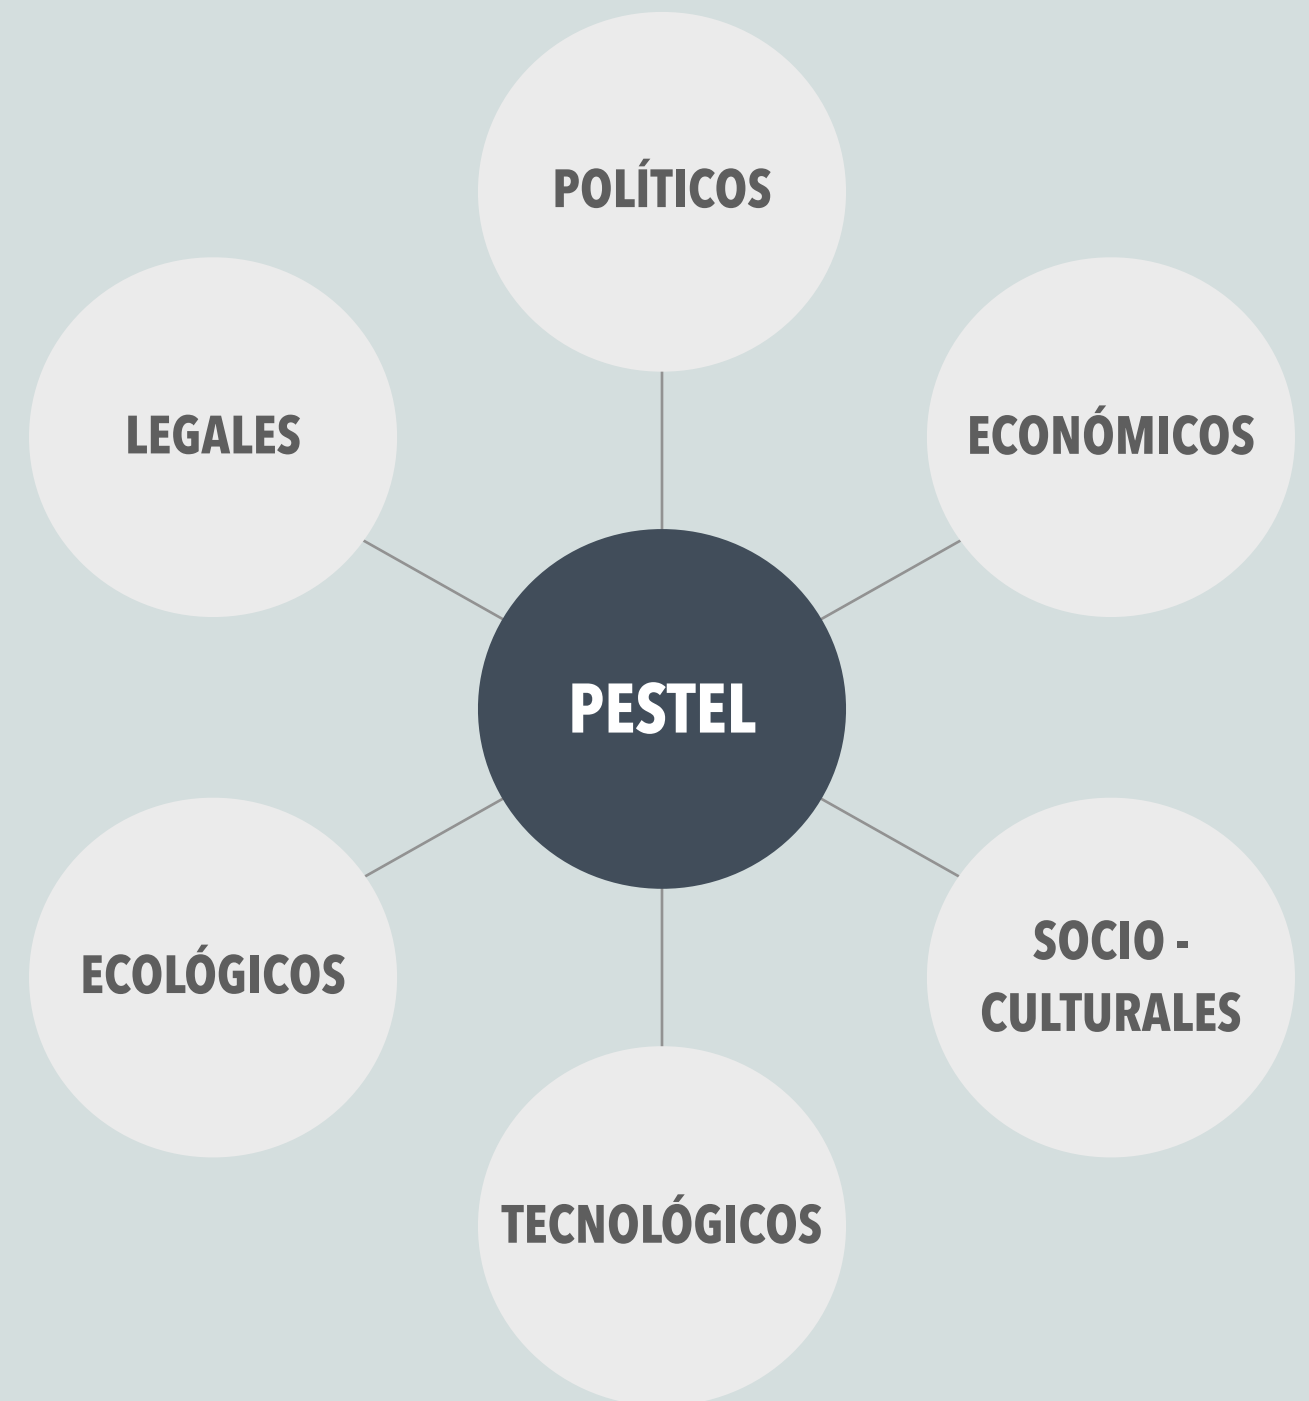 POLÍTICOS
LEGALES
ECONÓMICOS
PESTEL
ECOLÓGICOS
SOCIO -
CULTURALES
TECNOLÓGICOS